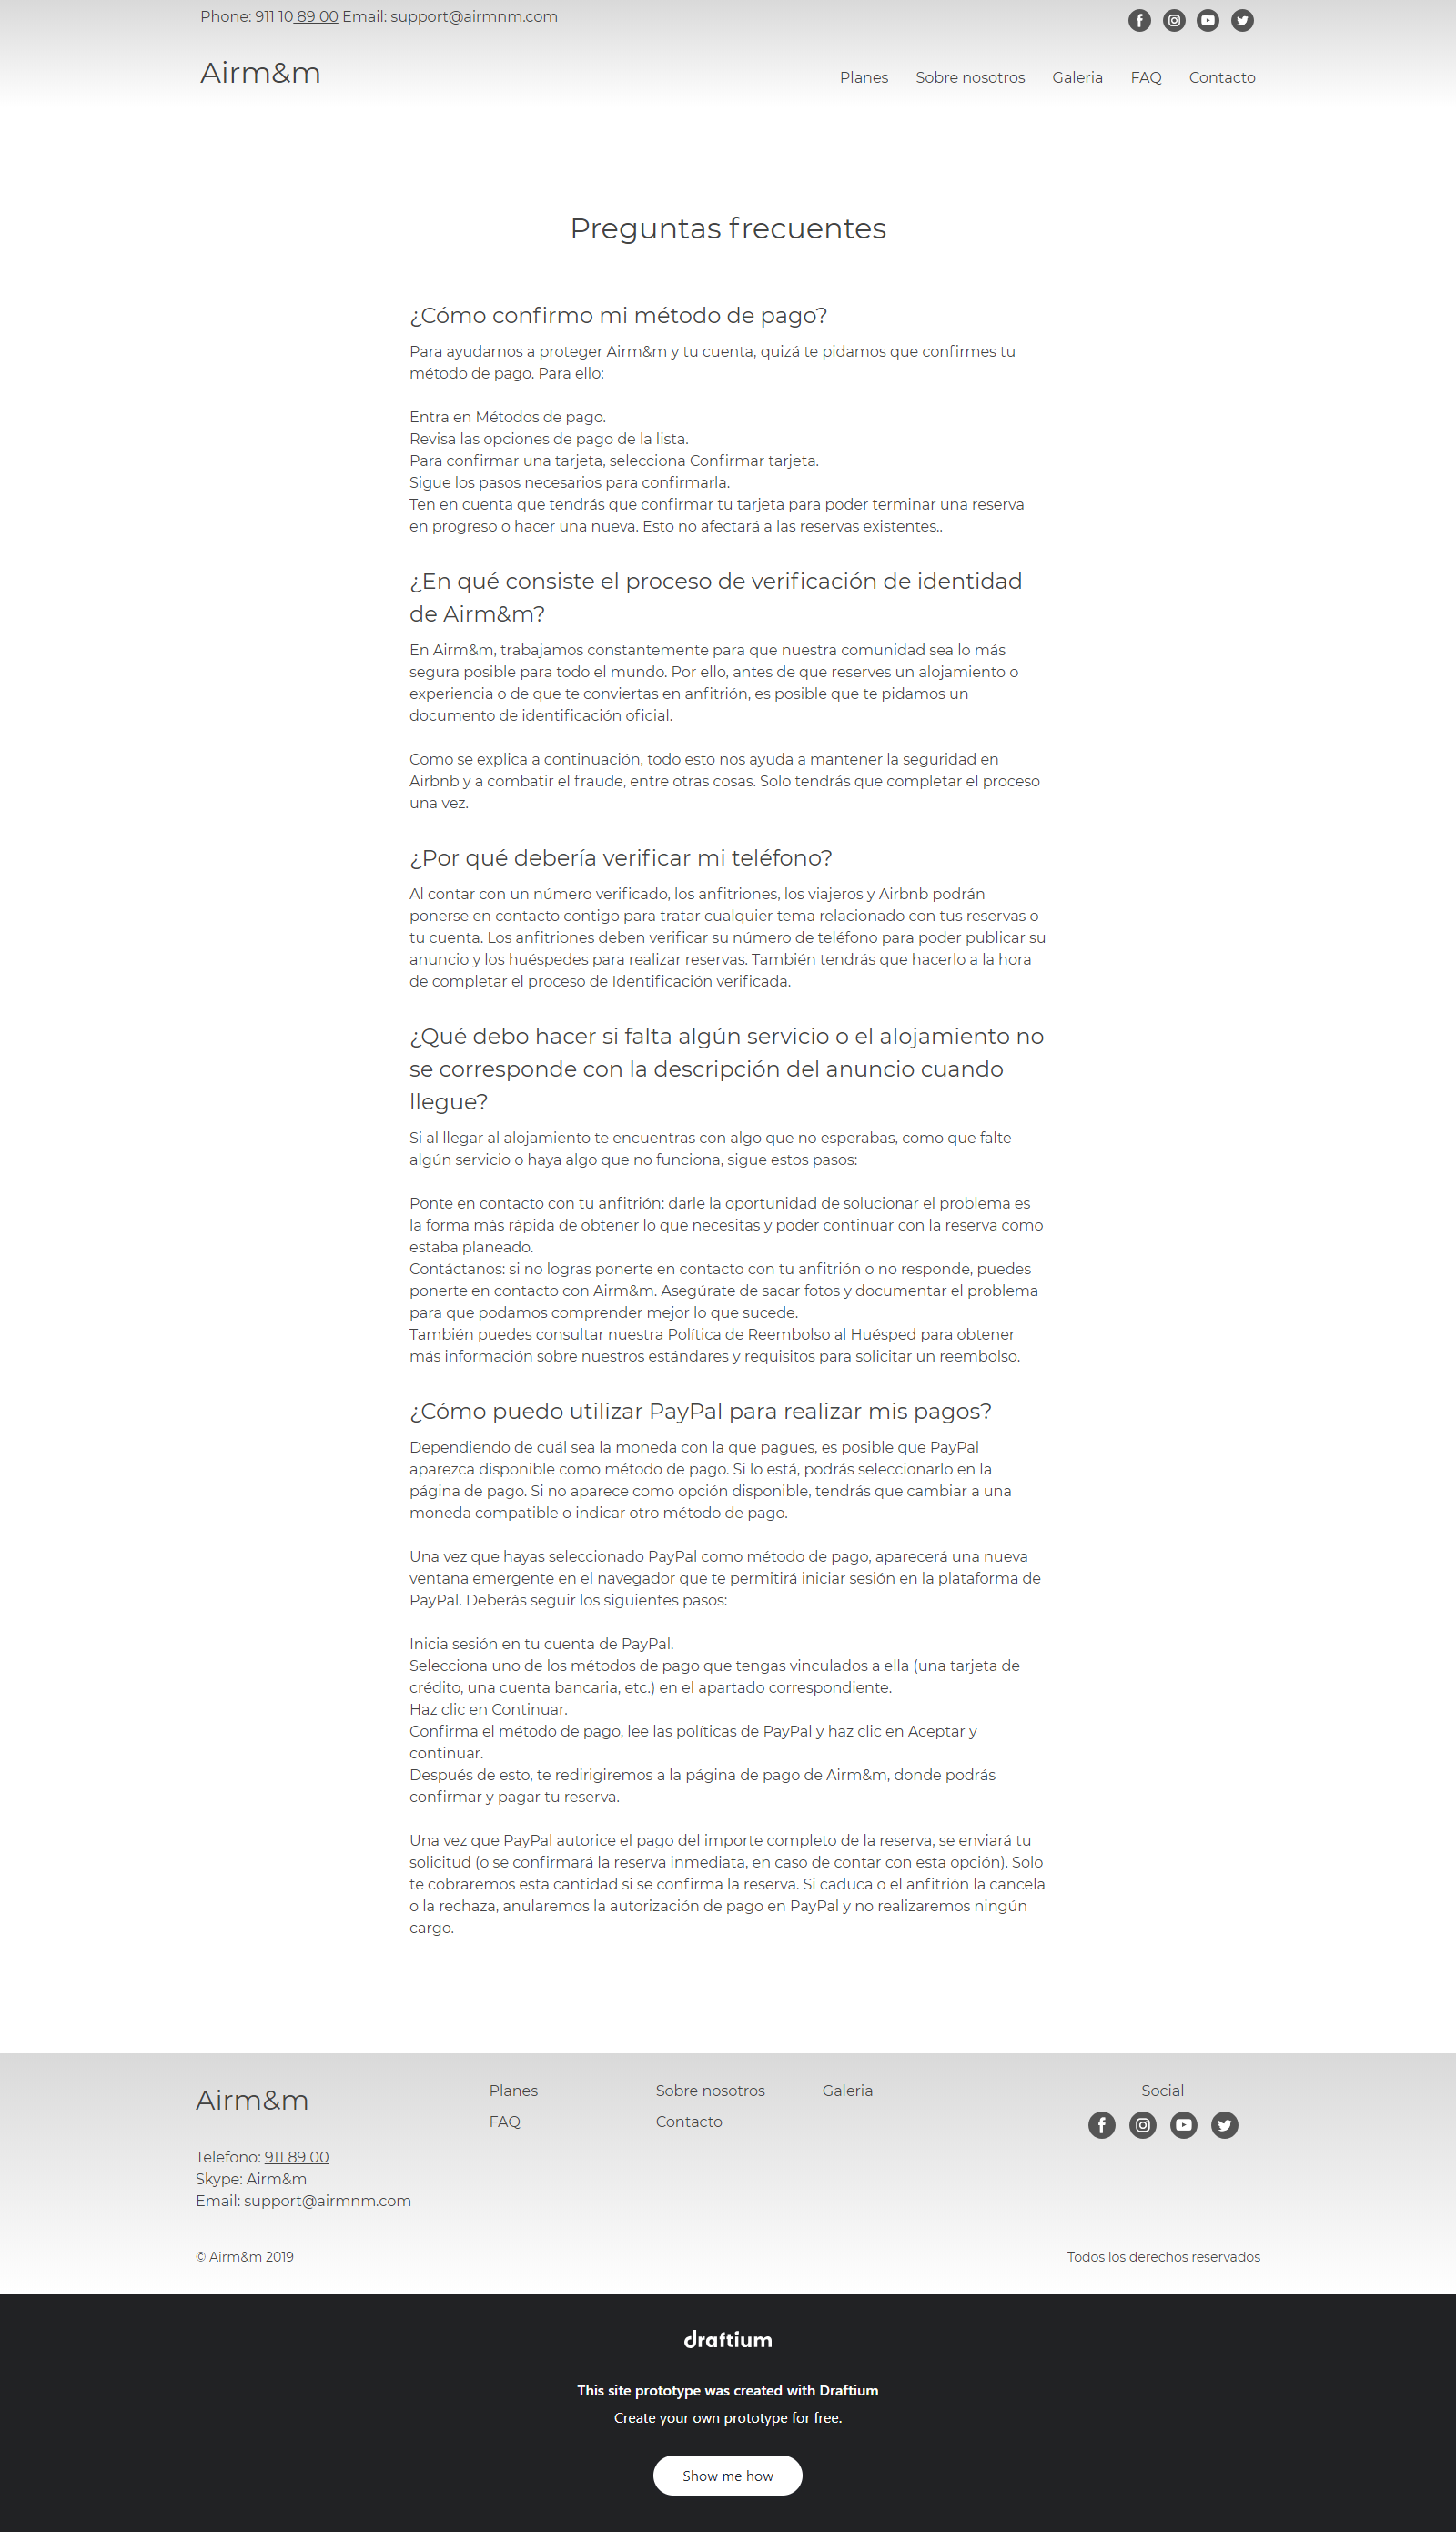 Phone: 911 10 89 00 Email: support@airmnm.com
Airm&m
Planes Sobre nosotros Galeria FAQ Contacto
Preguntas frecuentes
¿Cómo confirmo mi método de pago?
Para ayudarnos a proteger Airm&m y tu cuenta, quizá te pidamos que confirmes tu
método de pago. Para ello:
Entra en Métodos de pago.
Revisa las opciones de pago de la lista.
Para confirmar una tarjeta, selecciona Confirmar tarjeta.
Sigue los pasos necesarios para confirmarla.
Ten en cuenta que tendrás que confirmar tu tarjeta para poder terminar una reserva
en progreso o hacer una nueva. Esto no afectará a las reservas existentes..
¿En qué consiste el proceso de verificación de identidad
de Airm&m?
En Airm&m, trabajamos constantemente para que nuestra comunidad sea lo más
segura posible para todo el mundo. Por ello, antes de que reserves un alojamiento o
experiencia o de que te conviertas en anfitrión, es posible que te pidamos un
documento de identificación oficial.
Como se explica a continuación, todo esto nos ayuda a mantener la seguridad en
Airbnb y a combatir el fraude, entre otras cosas. Solo tendrás que completar el proceso
una vez.
¿Por qué debería verificar mi teléfono?
Al contar con un número verificado, los anfitriones, los viajeros y Airbnb podrán
ponerse en contacto contigo para tratar cualquier tema relacionado con tus reservas o
tu cuenta. Los anfitriones deben verificar su número de teléfono para poder publicar su
anuncio y los huéspedes para realizar reservas. También tendrás que hacerlo a la hora
de completar el proceso de Identificación verificada.
¿Qué debo hacer si falta algún servicio o el alojamiento no
se corresponde con la descripción del anuncio cuando
llegue?
Si al llegar al alojamiento te encuentras con algo que no esperabas, como que falte
algún servicio o haya algo que no funciona, sigue estos pasos:
Ponte en contacto con tu anfitrión: darle la oportunidad de solucionar el problema es
la forma más rápida de obtener lo que necesitas y poder continuar con la reserva como
estaba planeado.
Contáctanos: si no logras ponerte en contacto con tu anfitrión o no responde, puedes
ponerte en contacto con Airm&m. Asegúrate de sacar fotos y documentar el problema
para que podamos comprender mejor lo que sucede.
También puedes consultar nuestra Política de Reembolso al Huésped para obtener
más información sobre nuestros estándares y requisitos para solicitar un reembolso.
¿Cómo puedo utilizar PayPal para realizar mis pagos?
Dependiendo de cuál sea la moneda con la que pagues, es posible que PayPal
aparezca disponible como método de pago. Si lo está, podrás seleccionarlo en la
página de pago. Si no aparece como opción disponible, tendrás que cambiar a una
moneda compatible o indicar otro método de pago.
Una vez que hayas seleccionado PayPal como método de pago, aparecerá una nueva
ventana emergente en el navegador que te permitirá iniciar sesión en la plataforma de
PayPal. Deberás seguir los siguientes pasos:
Inicia sesión en tu cuenta de PayPal.
Selecciona uno de los métodos de pago que tengas vinculados a ella (una tarjeta de
crédito, una cuenta bancaria, etc.) en el apartado correspondiente.
Haz clic en Continuar.
Confirma el método de pago, lee las políticas de PayPal y haz clic en Aceptar y
continuar.
Después de esto, te redirigiremos a la página de pago de Airm&m, donde podrás
confirmar y pagar tu reserva.
Una vez que PayPal autorice el pago del importe completo de la reserva, se enviará tu
solicitud (o se confirmará la reserva inmediata, en caso de contar con esta opción). Solo
te cobraremos esta cantidad si se confirma la reserva. Si caduca o el anfitrión la cancela
o la rechaza, anularemos la autorización de pago en PayPal y no realizaremos ningún
cargo.
Airm&m
Telefono: 911 89 00
Skype: Airm&m
Email: support@airmnm.com
Planes Sobre nosotros Galeria
FAQ Contacto
Social
© Airm&m 2019
Todos los derechos reservados
draftium
This site prototype was created with Draftium
Create your own prototype for free.
Show me how